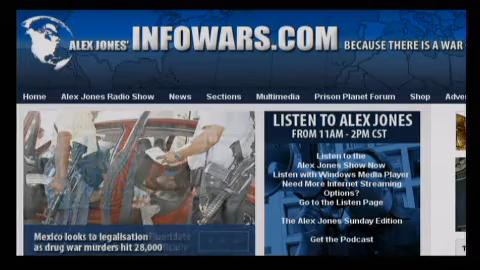 ALEX JONES' INFOWARS.COM BECAUSE THERE IS A WAR
Home Alex Jones Radio Show News Sections Multimedia Prison Planet Forum Shop
Mexico looks to legalisation
as drug war murders hit 28,000
LISTEN TO ALEX JONES
FROM 11AM - 2PM CST
Listen to the
Alex Jones Show Now
Listen with Windows Media Player
Need More Internet Streaming
Options?
Go to the Listen Page
The Alex Jones Sunday Edition
Get the Podcast